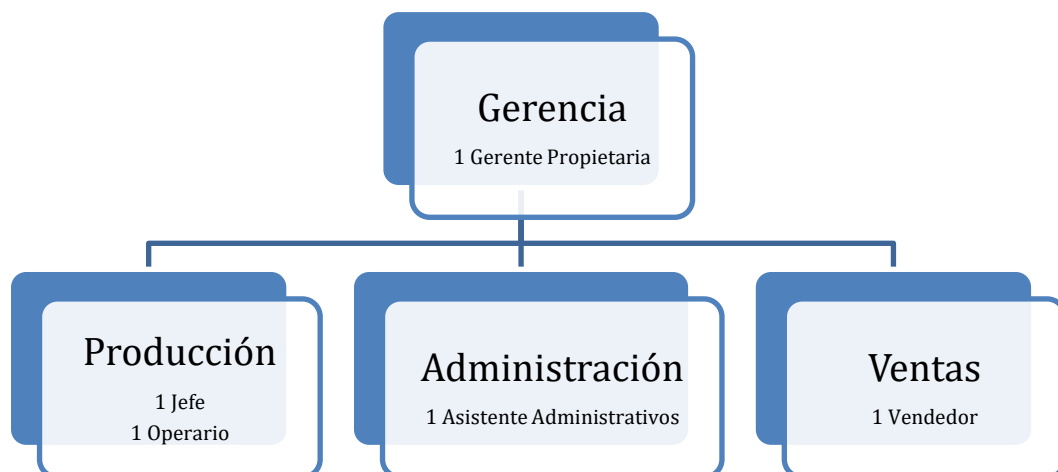 Gerencia
1 Gerente Propietaria
Producción
1 Jefe
1 Operario
Administración
1 Asistente Administrativos
Ventas
1 Vendedor